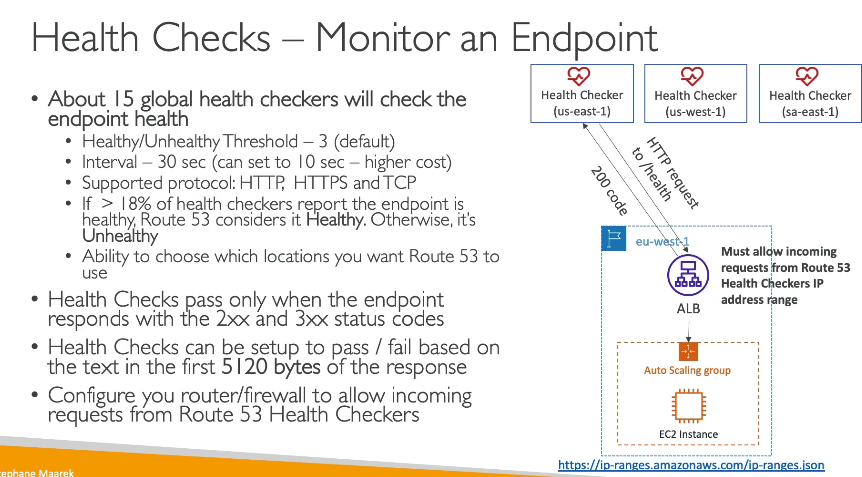 Health Checks – Monitor an Endpoint
• About 15 global health checkers will check the
endpoint health
• Healthy/Unhealthy Threshold – 3 (default)
• Interval – 30 sec (can set to 10 sec – higher cost)
• Supported protocol: HTTP, HTTPS and TCP
• If > 18% of health checkers report the endpoint is
healthy, Route 53 considers it Healthy. Otherwise, it's
Unhealthy
• Ability to choose which locations you want Route 53 to
use
• Health Checks pass only when the endpoint
responds with the 2xx and 3xx status codes
• Health Checks can be setup to pass / fail based on
the text in the first 5120 bytes of the response
• Configure you router/firewall to allow incoming
requests from Route 53 Health Checkers
Health Checker
(us-east-1)
Health Checker
(us-west-1)
Health Checker
(sa-east-1)
HTTP request
to /health
200 code
eu-west-1
Must allow incoming
requests from Route 53
Health Checkers IP
address range
ALB
Auto Scaling group
EC2 Instance
https://ip-ranges.amazonaws.com/ip-ranges.json
tephane Maarek